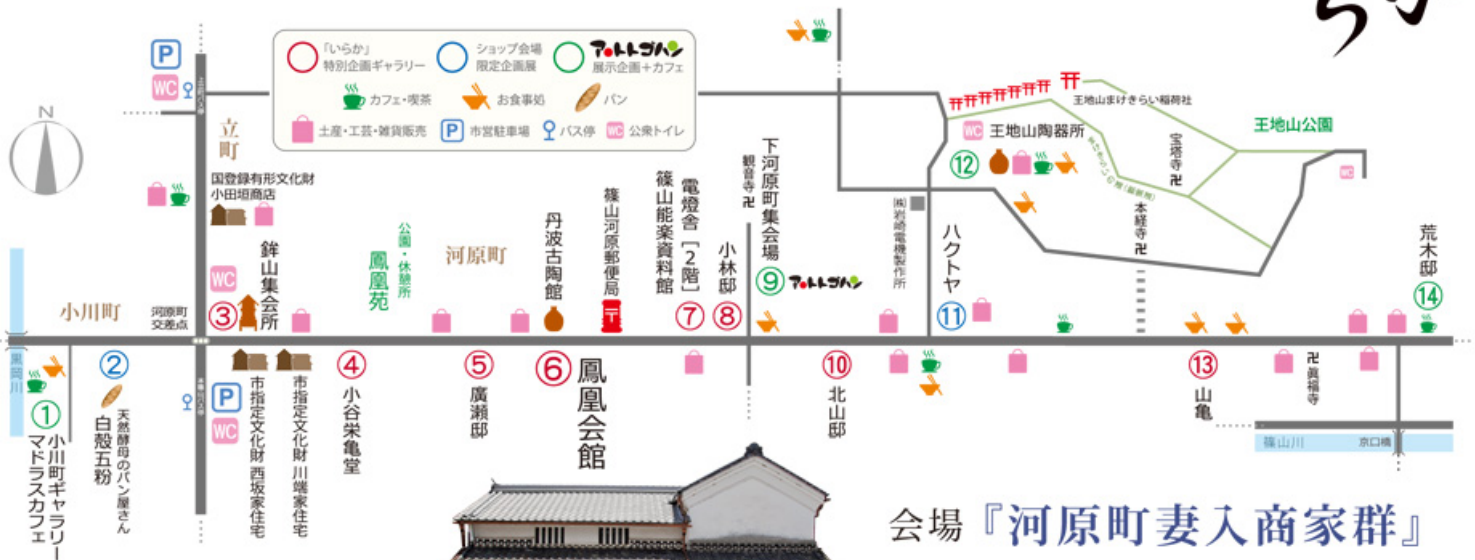 「いらか」
特別企画ギャラリー
ショップ会場
限定企画展
アートトゴハン
展示企画+カフェ
カフェ・喫茶
お食事処
パン
土産・工芸・雑貨販売
P
市営駐車場
バス停
WC
公衆トイレ
P
WC
N
立町
国登録有形文化財
小田垣商店
WC
③
鉾山集会所
公園・休憩所
鳳凰苑
河原町
丹波古陶館
篠山河原郵便局
〒
篠山能楽資料館
電燈舎［2階］
⑦
小林邸
⑧
観音寺卍
下河原町集会場
⑨
アートトゴハン
㈱岩崎電機製作所
ハクトヤ
⑪
王地山まけきらい稲荷社
WC
王地山陶器所
⑫
宝塔寺卍
本経寺卍
王地山公園
WC
荒木邸
⑭
小川町
河原町
交差点
黒岡川
①
小川町ギャラリー
マドラスカフェ
②
天然酵母のパン屋さん
白殻五粉
P
WC
市指定文化財 西坂家住宅
市指定文化財 川端家住宅
④
小谷栄亀堂
⑤
廣瀬邸
⑥
鳳凰会館
⑩
北山邸
⑬
山亀
卍眞福寺
篠山川
京口橋
会場『河原町妻入商家群』